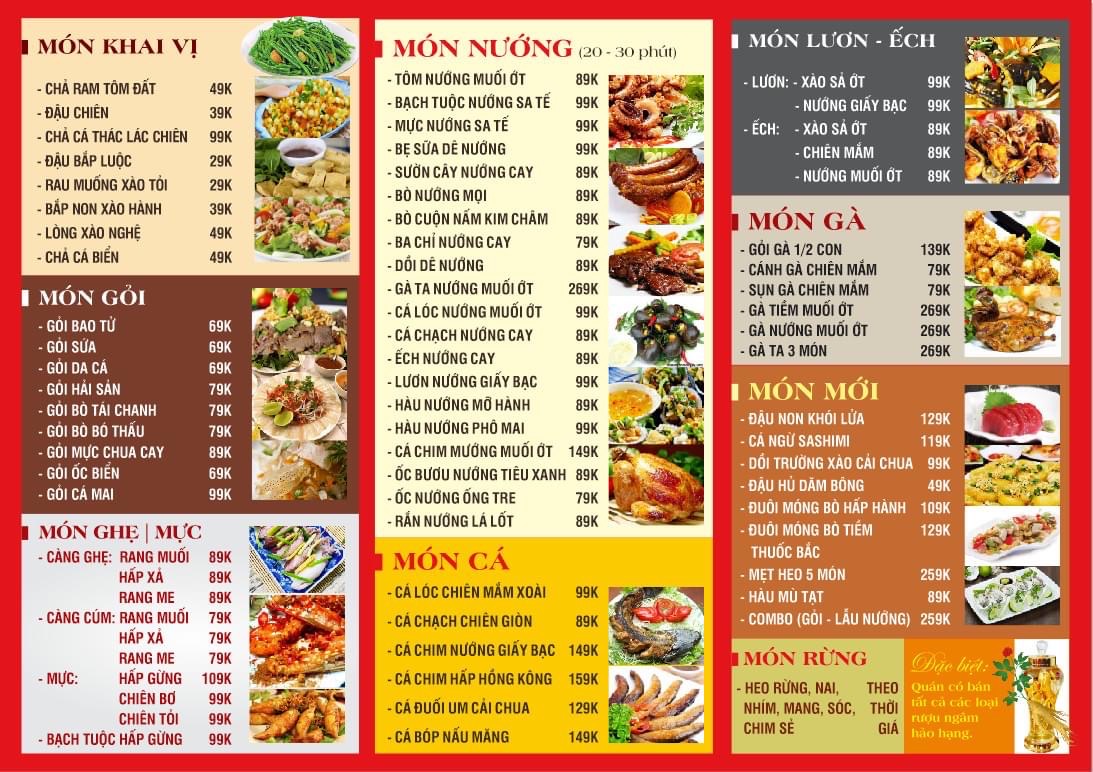 MÓN KHAI VỊ
- CHẢ RAM TÔM ĐẤT 49K
- ĐẬU CHIÊN 39K
- CHẢ CÁ THÁC LÁC CHIÊN 99K
- ĐẬU BẮP LUỘC 29K
- RAU MUỐNG XÀO TỎI 29K
- BẮP NON XÀO HÀNH 39K
- LÒNG XÀO NGHỆ 49K
- CHẢ CÁ BIỂN 49K
MÓN GỎI
- GỎI BAO TỬ 69K
- GỎI SỨA 69K
- GỎI DA CÁ 69K
- GỎI HẢI SẢN 79K
- GỎI BÒ TÁI CHANH 79K
- GỎI BÒ BÓ THẤU 79K
- GỎI MỰC CHUA CAY 89K
- GỎI ỐC BIỂN 69K
- GỎI CÁ MAI 99K
MÓN GHẸ | MỰC
- CÀNG GHẸ: RANG MUỐI 89K
HẤP XẢ 89K
RANG ME 89K
- CÀNG CÚM: RANG MUỐI 79K
HẤP XẢ 79K
RANG ME 79K
- MỰC: HẤP GỪNG 109K
CHIÊN BƠ 99K
CHIÊN TỎI 99K
- BẠCH TUỘC HẤP GỪNG 99K
MÓN NƯỚNG (20 - 30 phút)
- TÔM NƯỚNG MUỐI ỚT 89K
- BẠCH TUỘC NƯỚNG SA TẾ 99K
- MỰC NƯỚNG SA TẾ 99K
- BẸ SỮA DÊ NƯỚNG 99K
- SƯỜN CÂY NƯỚNG CAY 89K
- BÒ NƯỚNG MỌI 89K
- BÒ CUỘN NẤM KIM CHÂM 89K
- BA CHỈ NƯỚNG CAY 79K
- DỒI DÊ NƯỚNG 89K
- GÀ TA NƯỚNG MUỐI ỚT 269K
- CÁ LÓC NƯỚNG MUỐI ỚT 99K
- CÁ CHẠCH NƯỚNG CAY 89K
- ẾCH NƯỚNG CAY 89K
- LƯƠN NƯỚNG GIẤY BẠC 99K
- HÀU NƯỚNG MỠ HÀNH 89K
- HÀU NƯỚNG PHÔ MAI 99K
- CÁ CHIM MƯỚNG MUỐI ỚT 149K
- ỐC BƯƠU NƯỚNG TIÊU XANH 89K
- ỐC NƯỚNG ỐNG TRE 79K
- RẮN NƯỚNG LÁ LỐT 89K
MÓN CÁ
- CÁ LÓC CHIÊN MẮM XOÀI 99K
- CÁ CHẠCH CHIÊN GIÒN 89K
- CÁ CHIM NƯỚNG GIẤY BẠC 149K
- CÁ CHIM HẤP HỒNG KÔNG 159K
- CÁ ĐUỐI UM CẢI CHUA 129K
- CÁ BÓP NẤU MĂNG 149K
MÓN LƯƠN - ẾCH
- LƯƠN: - XÀO SẢ ỚT 99K
- NƯỚNG GIẤY BẠC 99K
- ẾCH: - XÀO SẢ ỚT 89K
- CHIÊN MẮM 89K
- NƯỚNG MUỐI ỚT 89K
MÓN GÀ
- GỎI GÀ 1/2 CON 139K
- CÁNH GÀ CHIÊN MẮM 79K
- SỤN GÀ CHIÊN MẮM 79K
- GÀ TIỀM MUỐI ỚT 269K
- GÀ NƯỚNG MUỐI ỚT 269K
- GÀ TA 3 MÓN 269K
MÓN MỚI
- ĐẬU NON KHÓI LỬA 129K
- CÁ NGỪ SASHIMI 119K
- DỒI TRƯỜNG XÀO CẢI CHUA 99K
- ĐẬU HỦ DĂM BÔNG 49K
- ĐUÔI MÓNG BÒ HẤP HÀNH 109K
- ĐUÔI MÓNG BÒ TIỀM 129K
THUỐC BẮC
- MẸT HEO 5 MÓN 259K
- HÀU MÙ TẠT 89K
- COMBO (GỎI - LẨU NƯỚNG) 259K
MÓN RỪNG
- HEO RỪNG, NAI, THEO
NHÍM, MANG, SÓC, THỜI
CHIM SẺ GIÁ
Đặc biệt:
Quán có bán
tất cả các loại
rượu ngâm
hảo hạng.